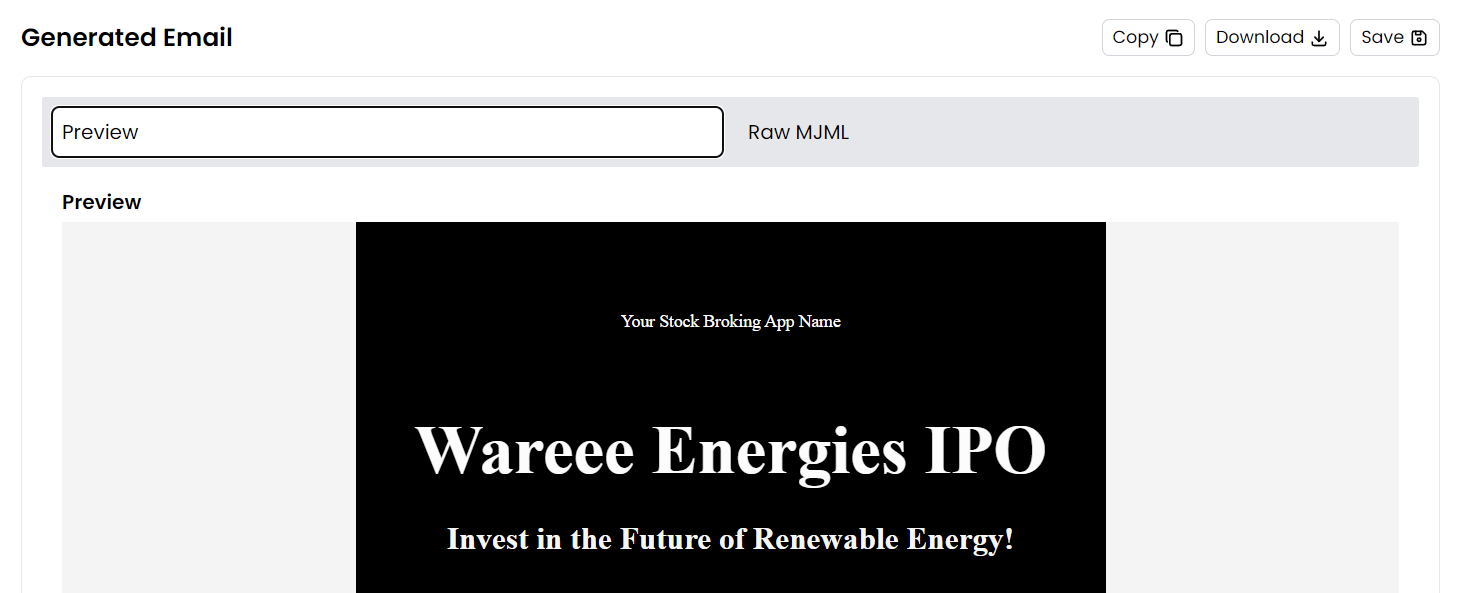 Generated Email
Copy
Download
Save
Preview
Raw MJML
Preview
Your Stock Broking App Name
Wareee Energies IPO
Invest in the Future of Renewable Energy!